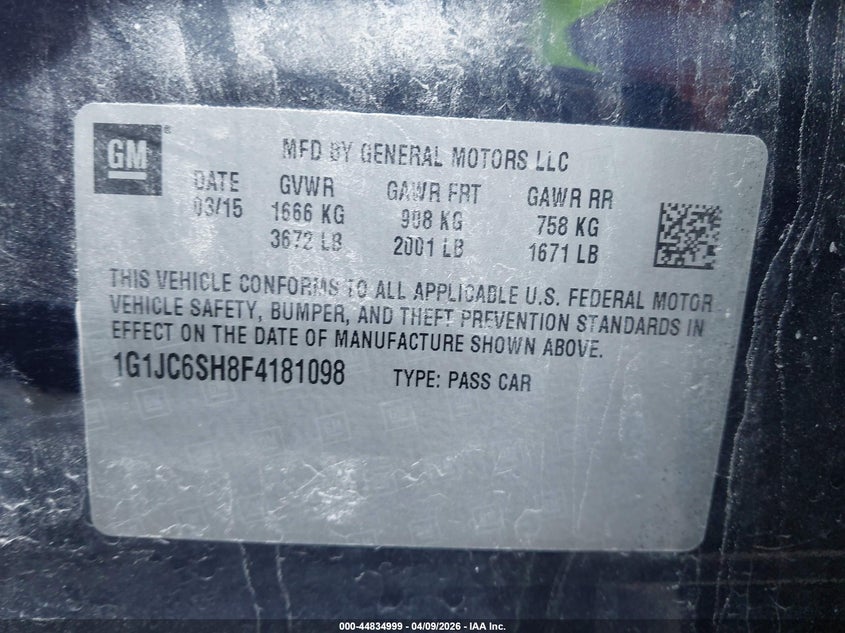 GM
MFD BY GENERAL MOTORS LLC
DATE GVWR GAWR FRT GAWR RR
03/15 1666 KG 908 KG 758 KG
3672 LB 2001 LB 1671 LB
THIS VEHICLE CONFORMS TO ALL APPLICABLE U.S. FEDERAL MOTOR
VEHICLE SAFETY, BUMPER, AND THEFT PREVENTION STANDARDS IN
EFFECT ON THE DATE OF MANUFACTURE SHOWN ABOVE.
1G1JC6SH8F4181098 TYPE: PASS CAR
000-44834999 - 04/09/2026 - IAA Inc.